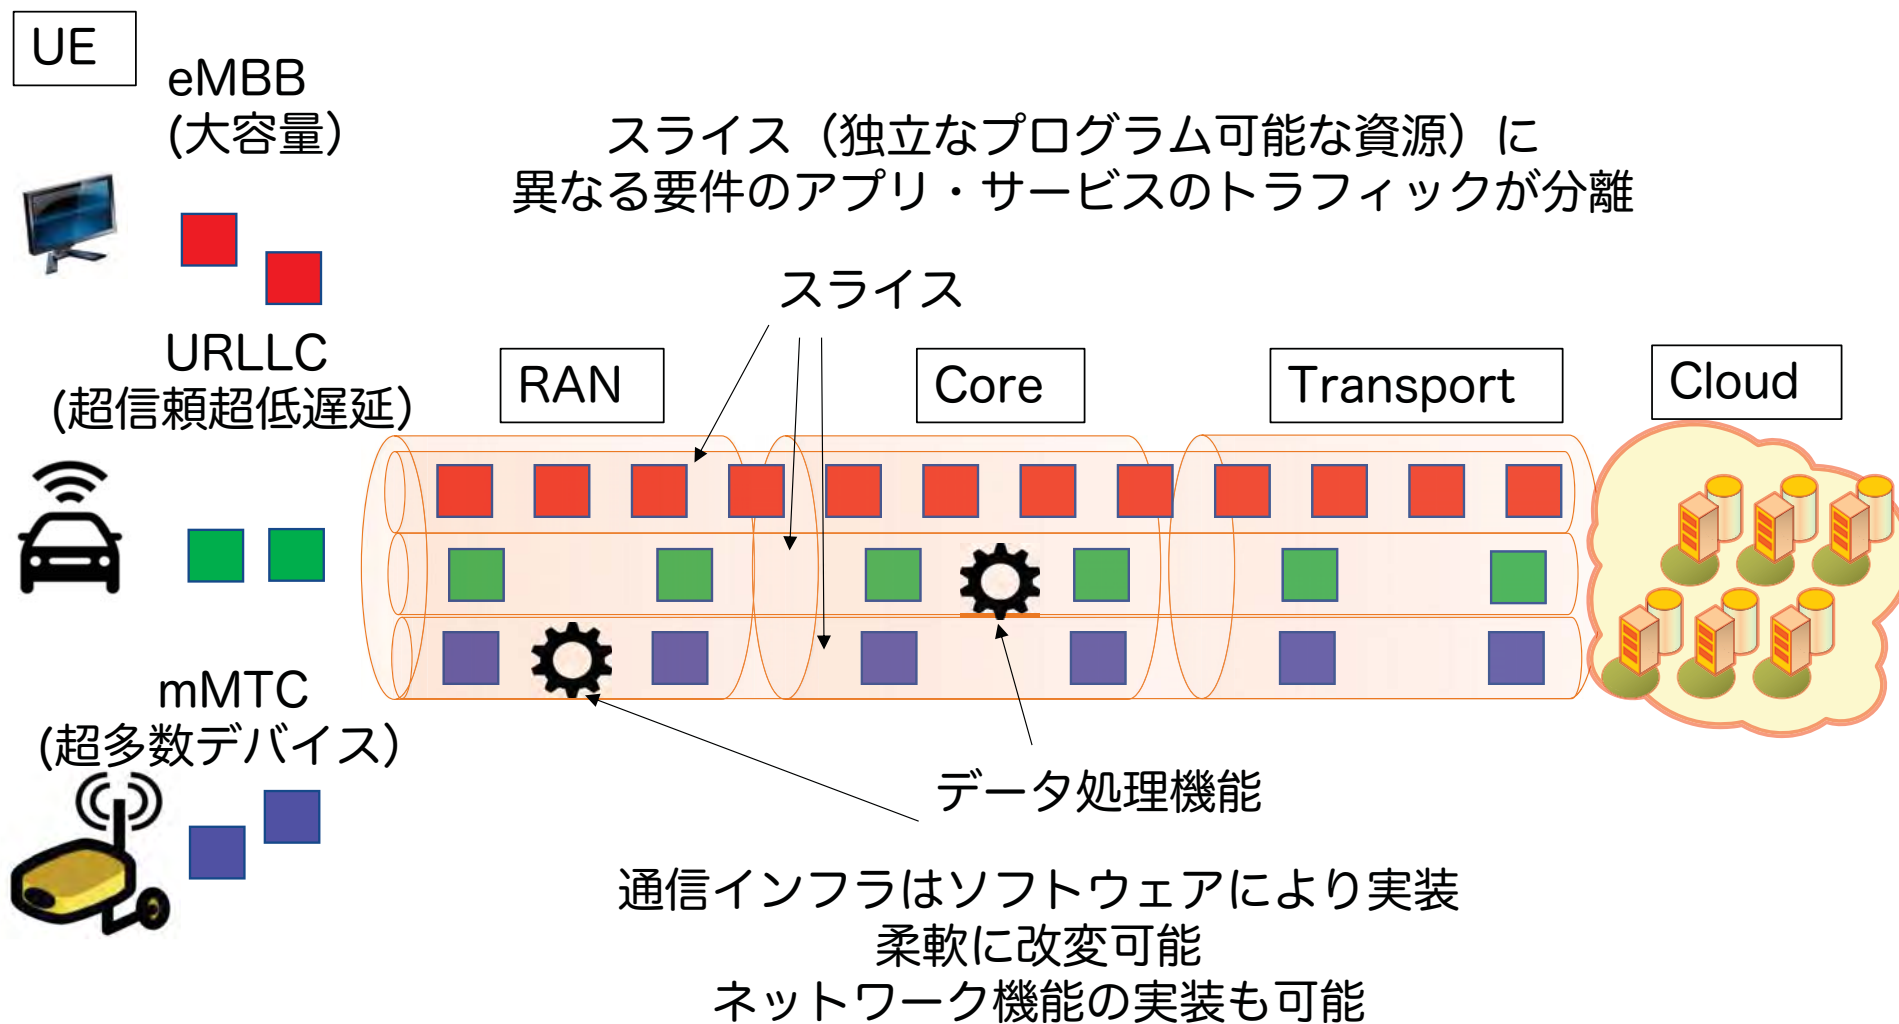 UE
eMBB
(大容量)
スライス（独立なプログラム可能な資源）に
異なる要件のアプリ・サービスのトラフィックが分離
スライス
URLLC
(超信頼超低遅延)
RAN
Core
Transport
Cloud
mMTC
(超多数デバイス)
データ処理機能
通信インフラはソフトウェアにより実装
柔軟に改変可能
ネットワーク機能の実装も可能